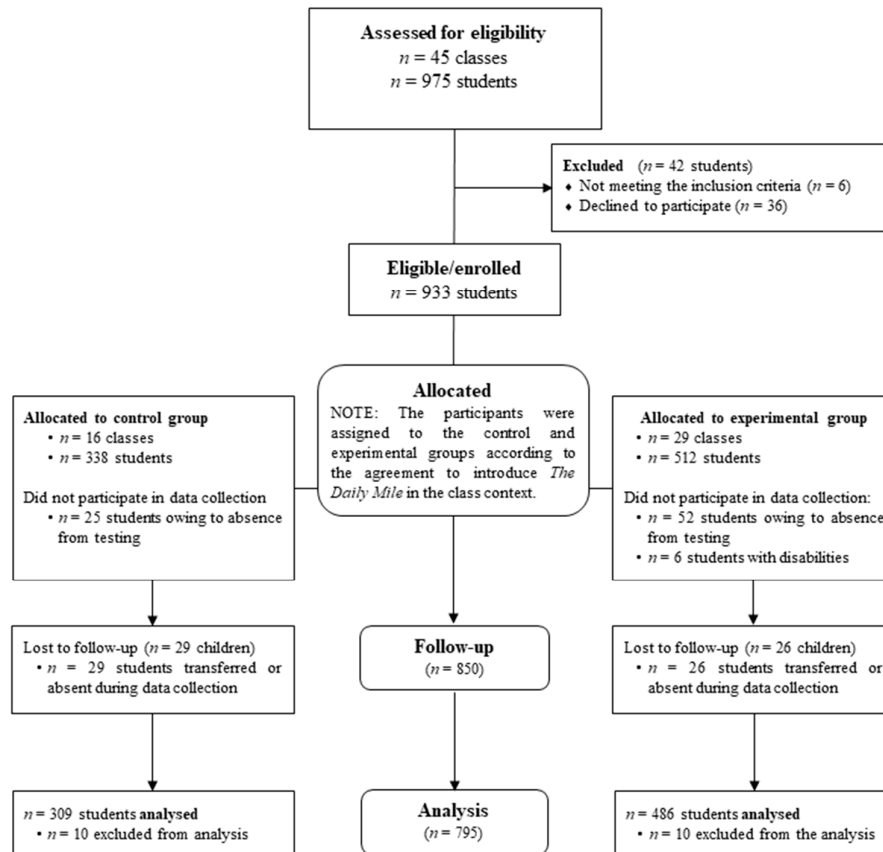 Assessed for eligibility
n = 45 classes
n = 975 students
Excluded (n = 42 students)
♦ Not meeting the inclusion criteria (n = 6)
♦ Declined to participate (n = 36)
Eligible/enrolled
n = 933 students
Allocated
NOTE: The participants were
assigned to the control and
experimental groups according to
the agreement to introduce The
Daily Mile in the class context.
Allocated to control group
• n = 16 classes
• n = 338 students
Did not participate in data collection
• n = 25 students owing to absence
from testing
Allocated to experimental group
• n = 29 classes
• n = 512 students
Did not participate in data collection:
• n = 52 students owing to absence
from testing
• n = 6 students with disabilities
Lost to follow-up (n = 29 children)
• n = 29 students transferred or
absent during data collection
Follow-up
(n = 850)
Lost to follow-up (n = 26 children)
• n = 26 students transferred or
absent during data collection
n = 309 students analysed
• n = 10 excluded from analysis
Analysis
(n = 795)
n = 486 students analysed
• n = 10 excluded from the analysis